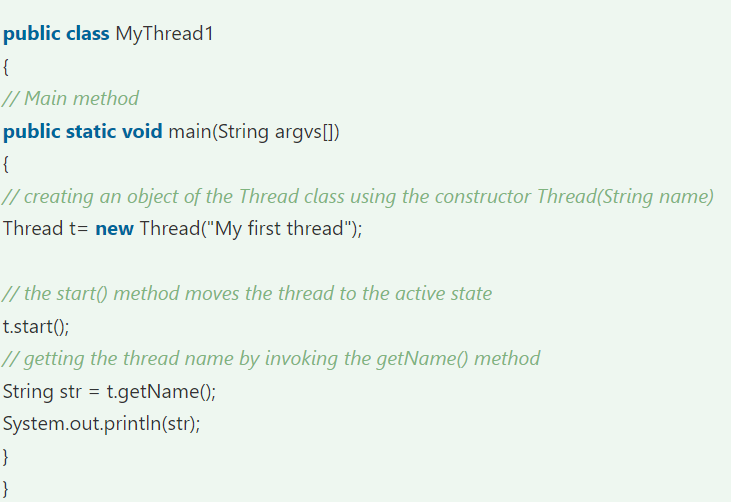 public class MyThread1
{
// Main method
public static void main(String argvs[])
{
// creating an object of the Thread class using the constructor Thread(String name)
Thread t= new Thread("My first thread");
// the start() method moves the thread to the active state
t.start();
// getting the thread name by invoking the getName() method
String str = t.getName();
System.out.println(str);
}
}